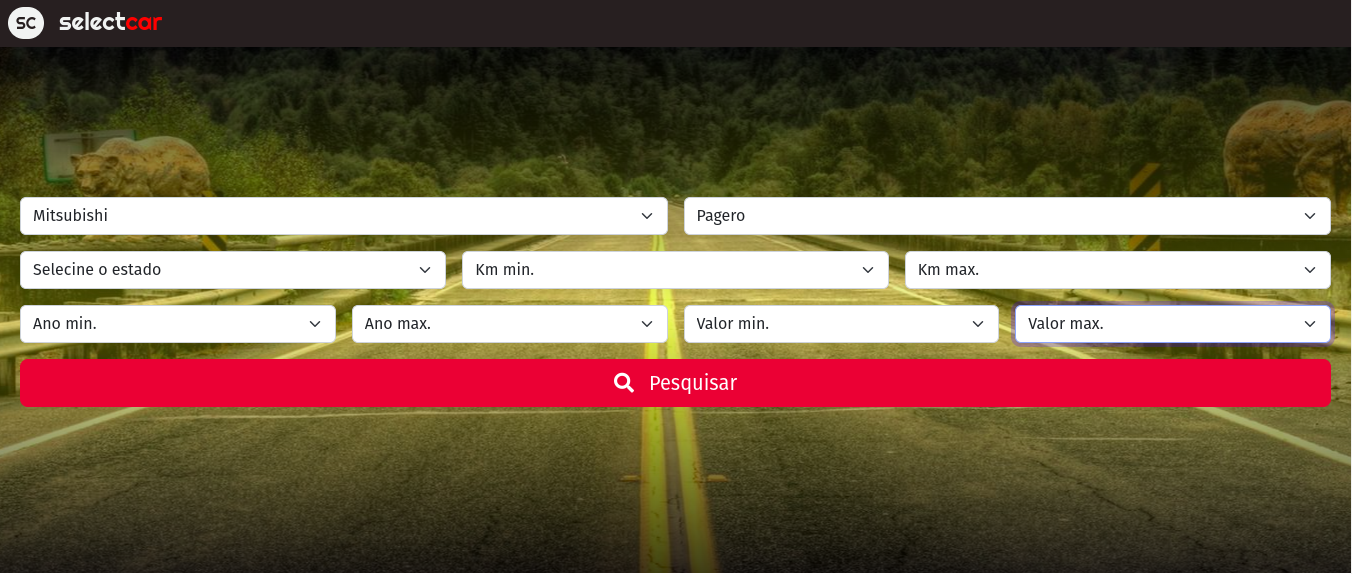 SC selectcar
Mitsubishi Pagero
Selecine o estado Km min. Km max.
Ano min. Ano max. Valor min. Valor max.
Pesquisar